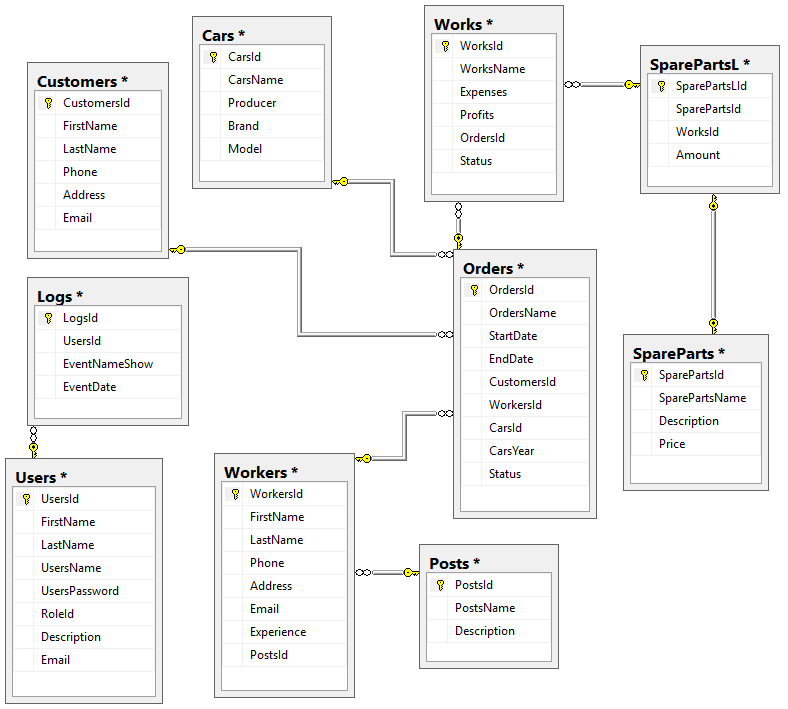 Customers *
CustomersId
FirstName
LastName
Phone
Address
Email
Cars *
CarsId
CarsName
Producer
Brand
Model
Works *
WorksId
WorksName
Expenses
Profits
OrdersId
Status
SparePartsL *
SparePartsLId
SparePartsId
WorksId
Amount
Logs *
LogsId
UsersId
EventNameShow
EventDate
Orders *
OrdersId
OrdersName
StartDate
EndDate
CustomersId
WorkersId
CarsId
CarsYear
Status
SpareParts *
SparePartsId
SparePartsName
Description
Price
Users *
UsersId
FirstName
LastName
UsersName
UsersPassword
RoleId
Description
Email
Workers *
WorkersId
FirstName
LastName
Phone
Address
Email
Experience
PostsId
Posts *
PostsId
PostsName
Description